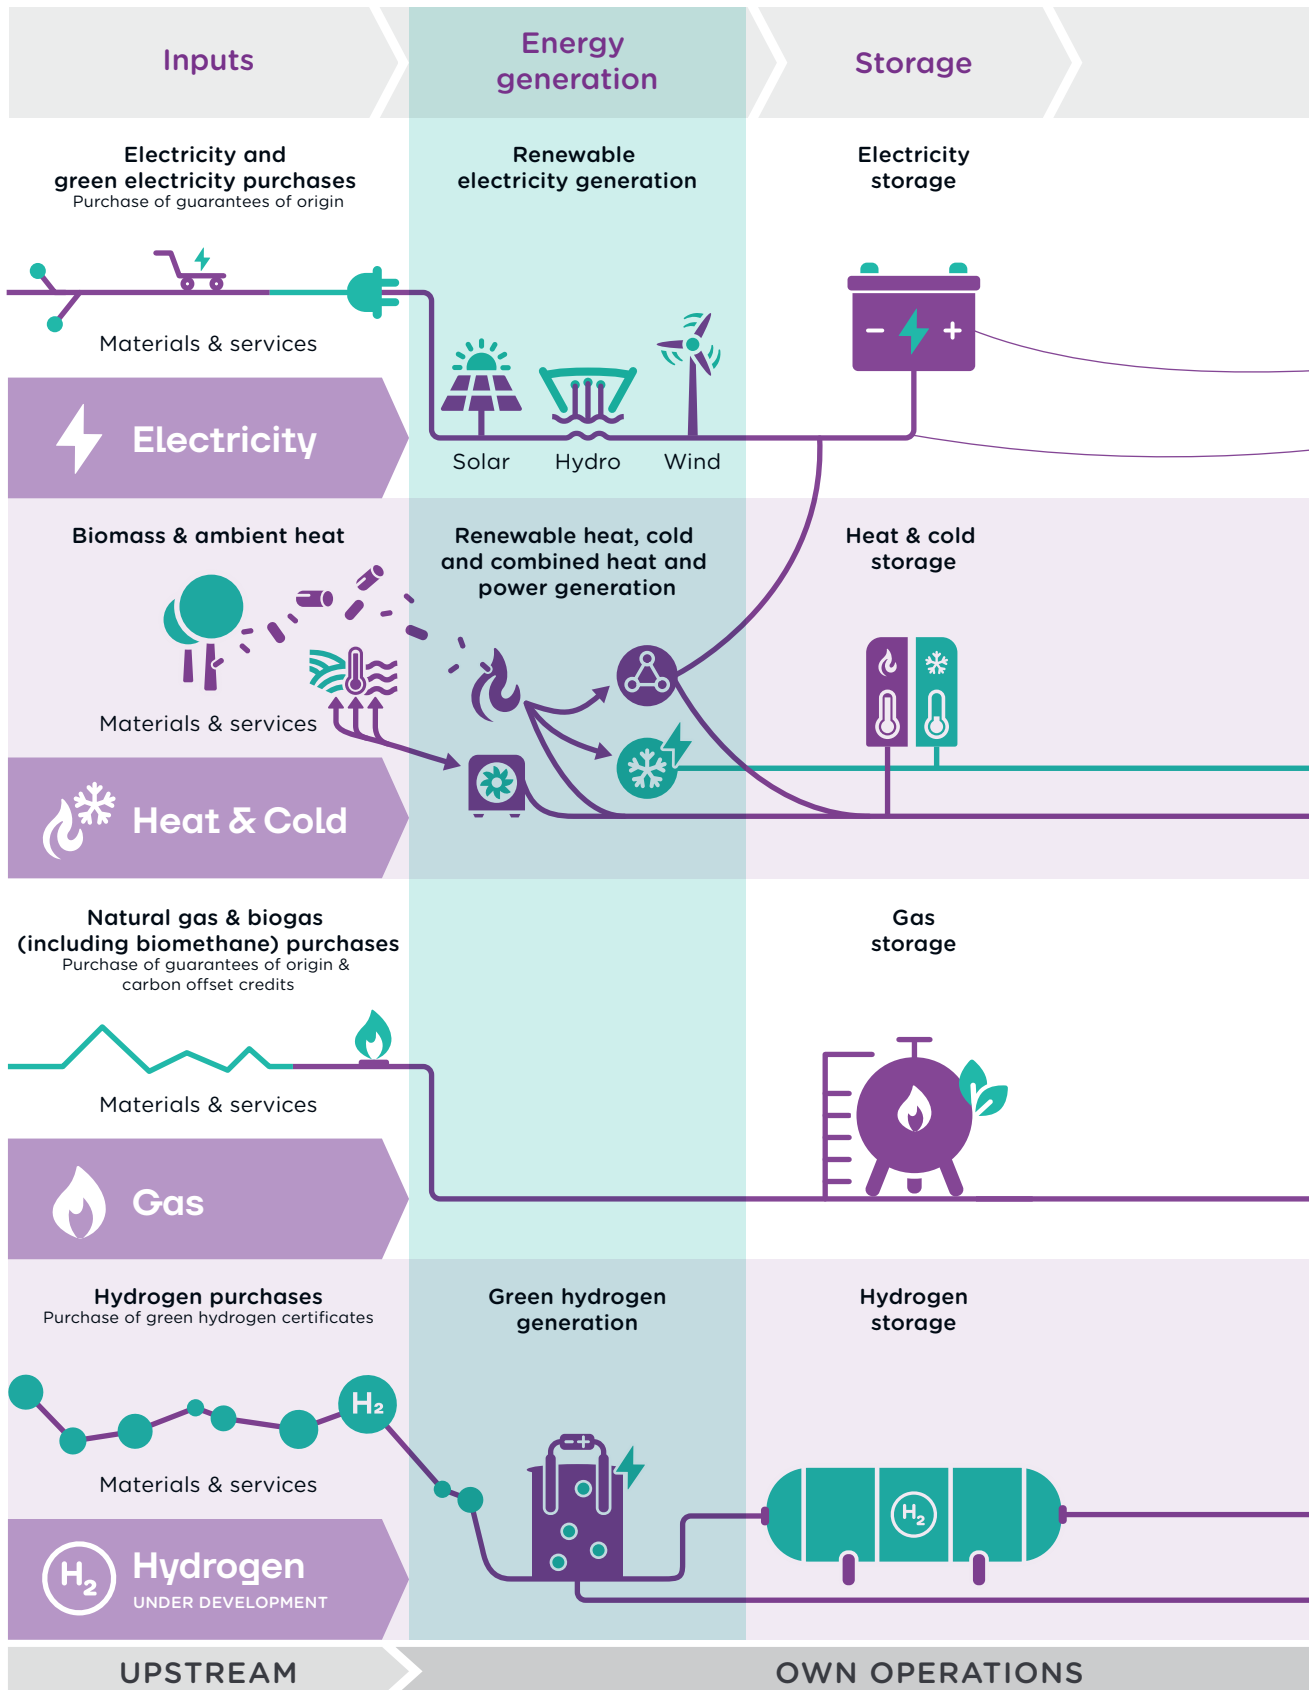 Inputs
Energy
generation
Storage
Electricity and
green electricity purchases
Purchase of guarantees of origin
Renewable
electricity generation
Electricity
storage
Materials & services
Electricity
Solar
Hydro
Wind
Biomass & ambient heat
Renewable heat, cold
and combined heat and
power generation
Heat & cold
storage
Materials & services
Heat & Cold
Natural gas & biogas
(including biomethane) purchases
Purchase of guarantees of origin &
carbon offset credits
Gas
storage
Materials & services
Gas
Hydrogen purchases
Purchase of green hydrogen certificates
Green hydrogen
generation
Hydrogen
storage
H₂
Materials & services
H₂
H₂
Hydrogen
UNDER DEVELOPMENT
UPSTREAM
OWN OPERATIONS